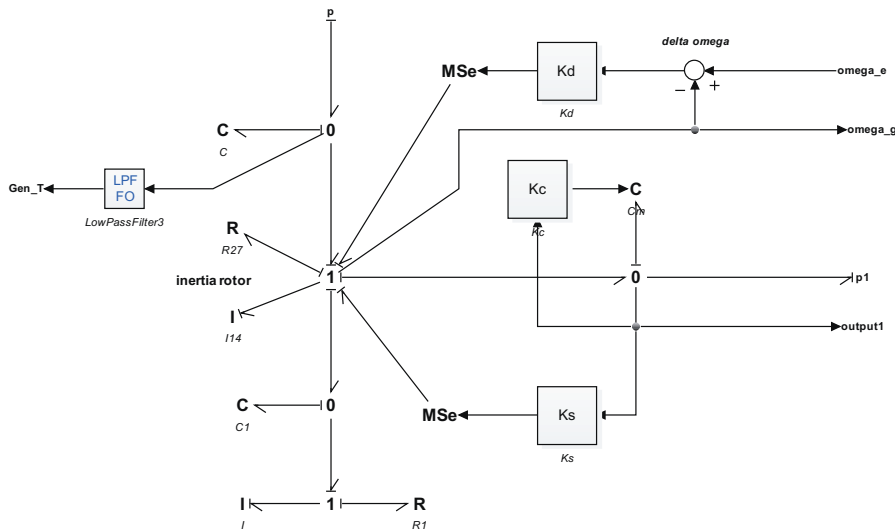 p
delta omega
MSe
Kd
omega_e
Kd
− +
C
0
omega_g
C
LPF
FO
Gen_T
LowPassFilter3
Kc
C
Cm
Kc
R
R27
inertia rotor
1
0
p1
I
I14
output1
C
0
MSe
Ks
C1
Ks
I
1
R
I
R1